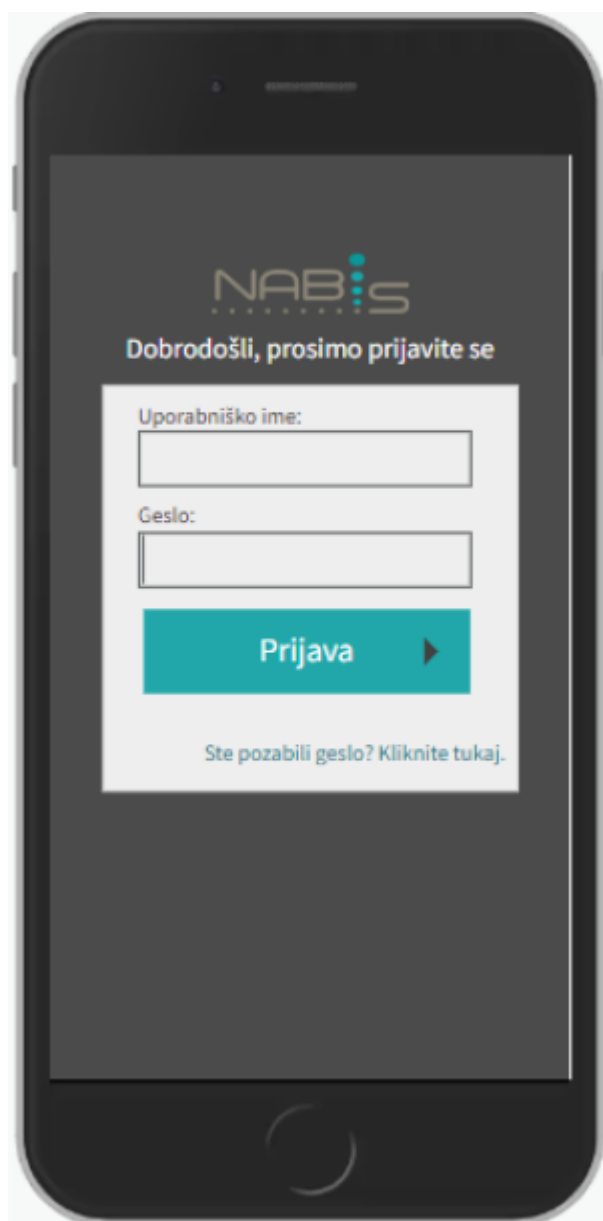 NABIS
Dobrodošli, prosimo prijavite se
Uporabniško ime:
Geslo:
Prijava
Ste pozabili geslo? Kliknite tukaj.